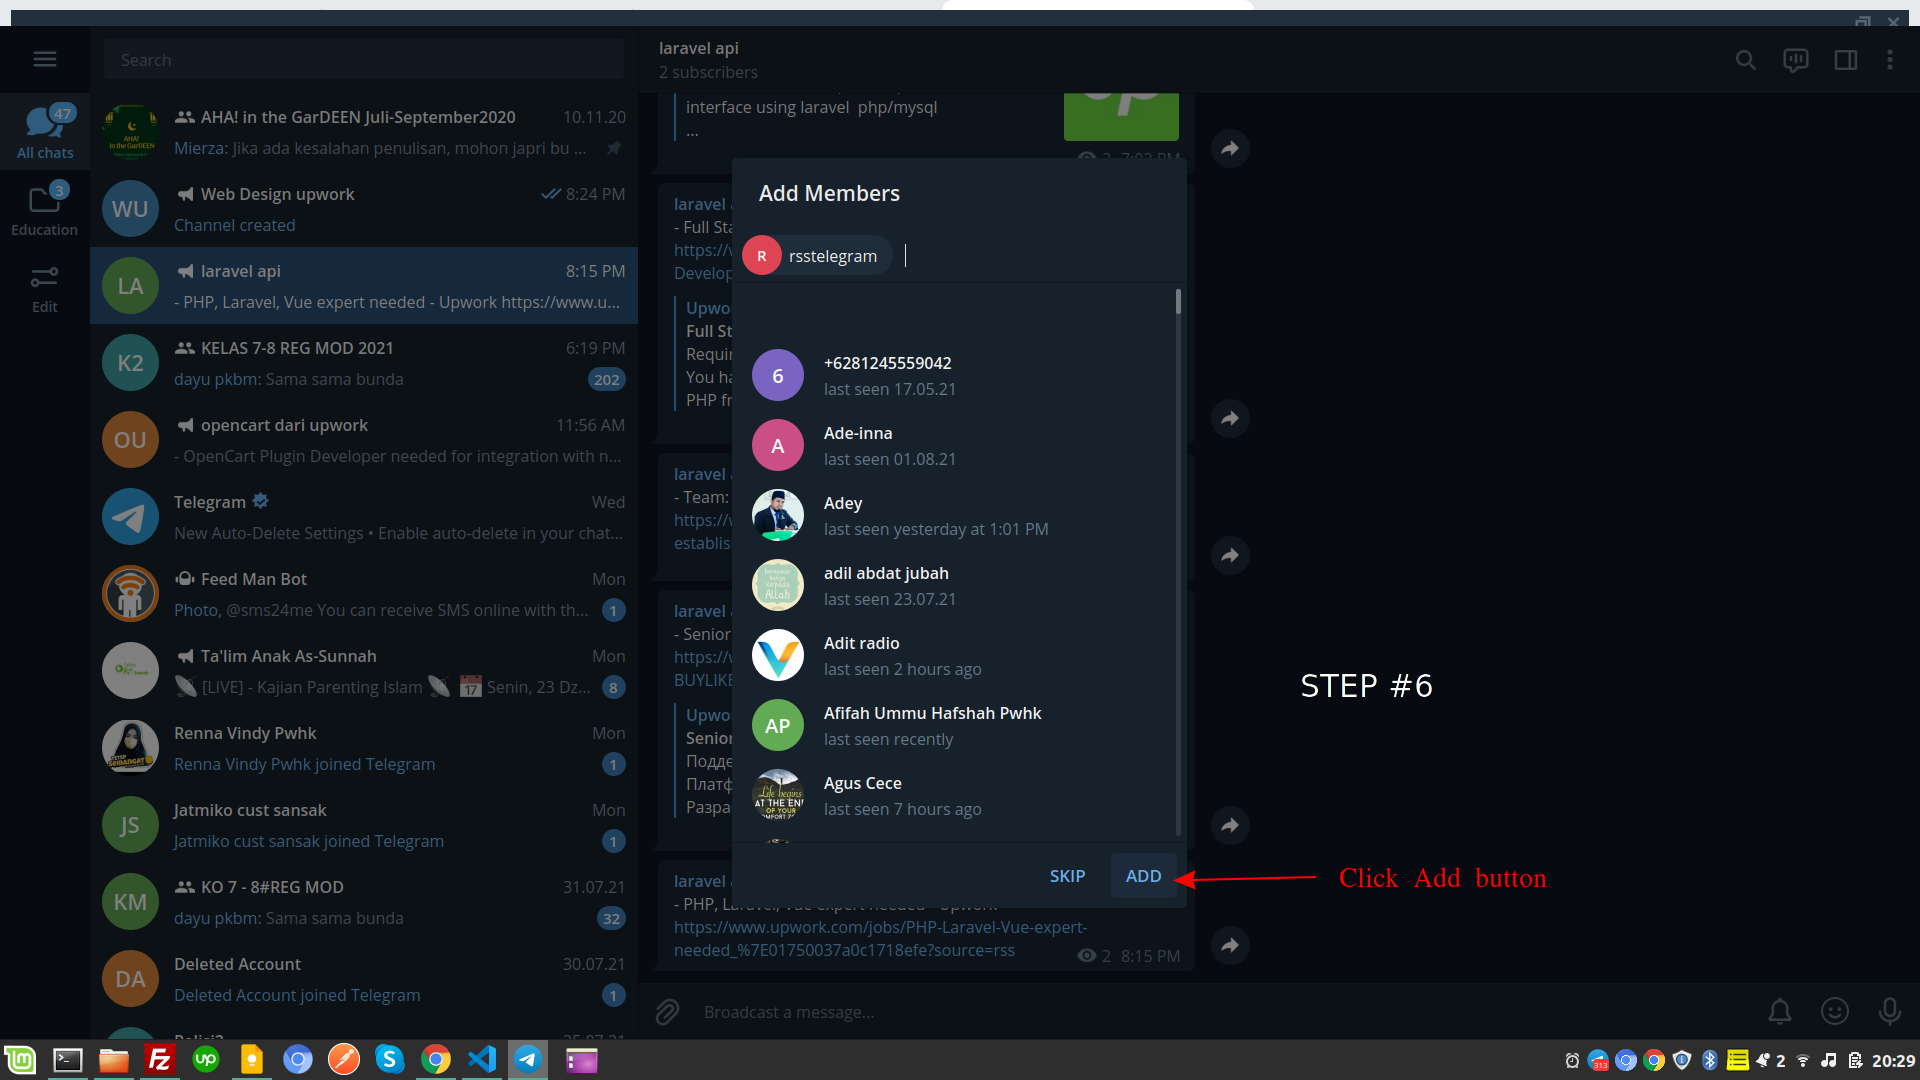 Search
47
All chats
3
Education
Edit
AHA! in the GarDEEN Juli-September2020 10.11.20
Mierza: Jika ada kesalahan penulisan, mohon japri bu ...
WU
Web Design upwork 8:24 PM
Channel created
LA
laravel api 8:15 PM
- PHP, Laravel, Vue expert needed - Upwork https://www.u...
K2
KELAS 7-8 REG MOD 2021 6:19 PM
dayu pkbm: Sama sama bunda 202
OU
opencart dari upwork 11:56 AM
- OpenCart Plugin Developer needed for integration with n...
Telegram Wed
New Auto-Delete Settings • Enable auto-delete in your chat...
Feed Man Bot Mon
Photo, @sms24me You can receive SMS online with th... 1
Ta'lim Anak As-Sunnah Mon
[LIVE] - Kajian Parenting Islam 17 Senin, 23 Dz... 8
Renna Vindy Pwhk Mon
Renna Vindy Pwhk joined Telegram 1
JS
Jatmiko cust sansak Mon
Jatmiko cust sansak joined Telegram 1
KM
KO 7 - 8#REG MOD 31.07.21
dayu pkbm: Sama sama bunda 32
DA
Deleted Account 30.07.21
Deleted Account joined Telegram 1
laravel api
2 subscribers
interface using laravel php/mysql
...
2 7:02 PM
laravel
- Full Sta
https://
Develop
Upwo
Full St
Requir
You ha
PHP fr
laravel
- Team:
https://
establis
laravel
- Senior
https://
BUYLIKE
Upwo
Senior
Подде
Платф
Разра
laravel
- PHP, Laravel, Vue expert needed - Upwork
https://www.upwork.com/jobs/PHP-Laravel-Vue-expert-
needed_%7E01750037a0c1718efe?source=rss
2 8:15 PM
Broadcast a message...
Add Members
R rsstelegram
6
+6281245559042
last seen 17.05.21
A
Ade-inna
last seen 01.08.21
Adey
last seen yesterday at 1:01 PM
adil abdat jubah
last seen 23.07.21
Adit radio
last seen 2 hours ago
AP
Afifah Ummu Hafshah Pwhk
last seen recently
Agus Cece
last seen 7 hours ago
SKIP ADD
STEP #6
Click Add button
2
20:29